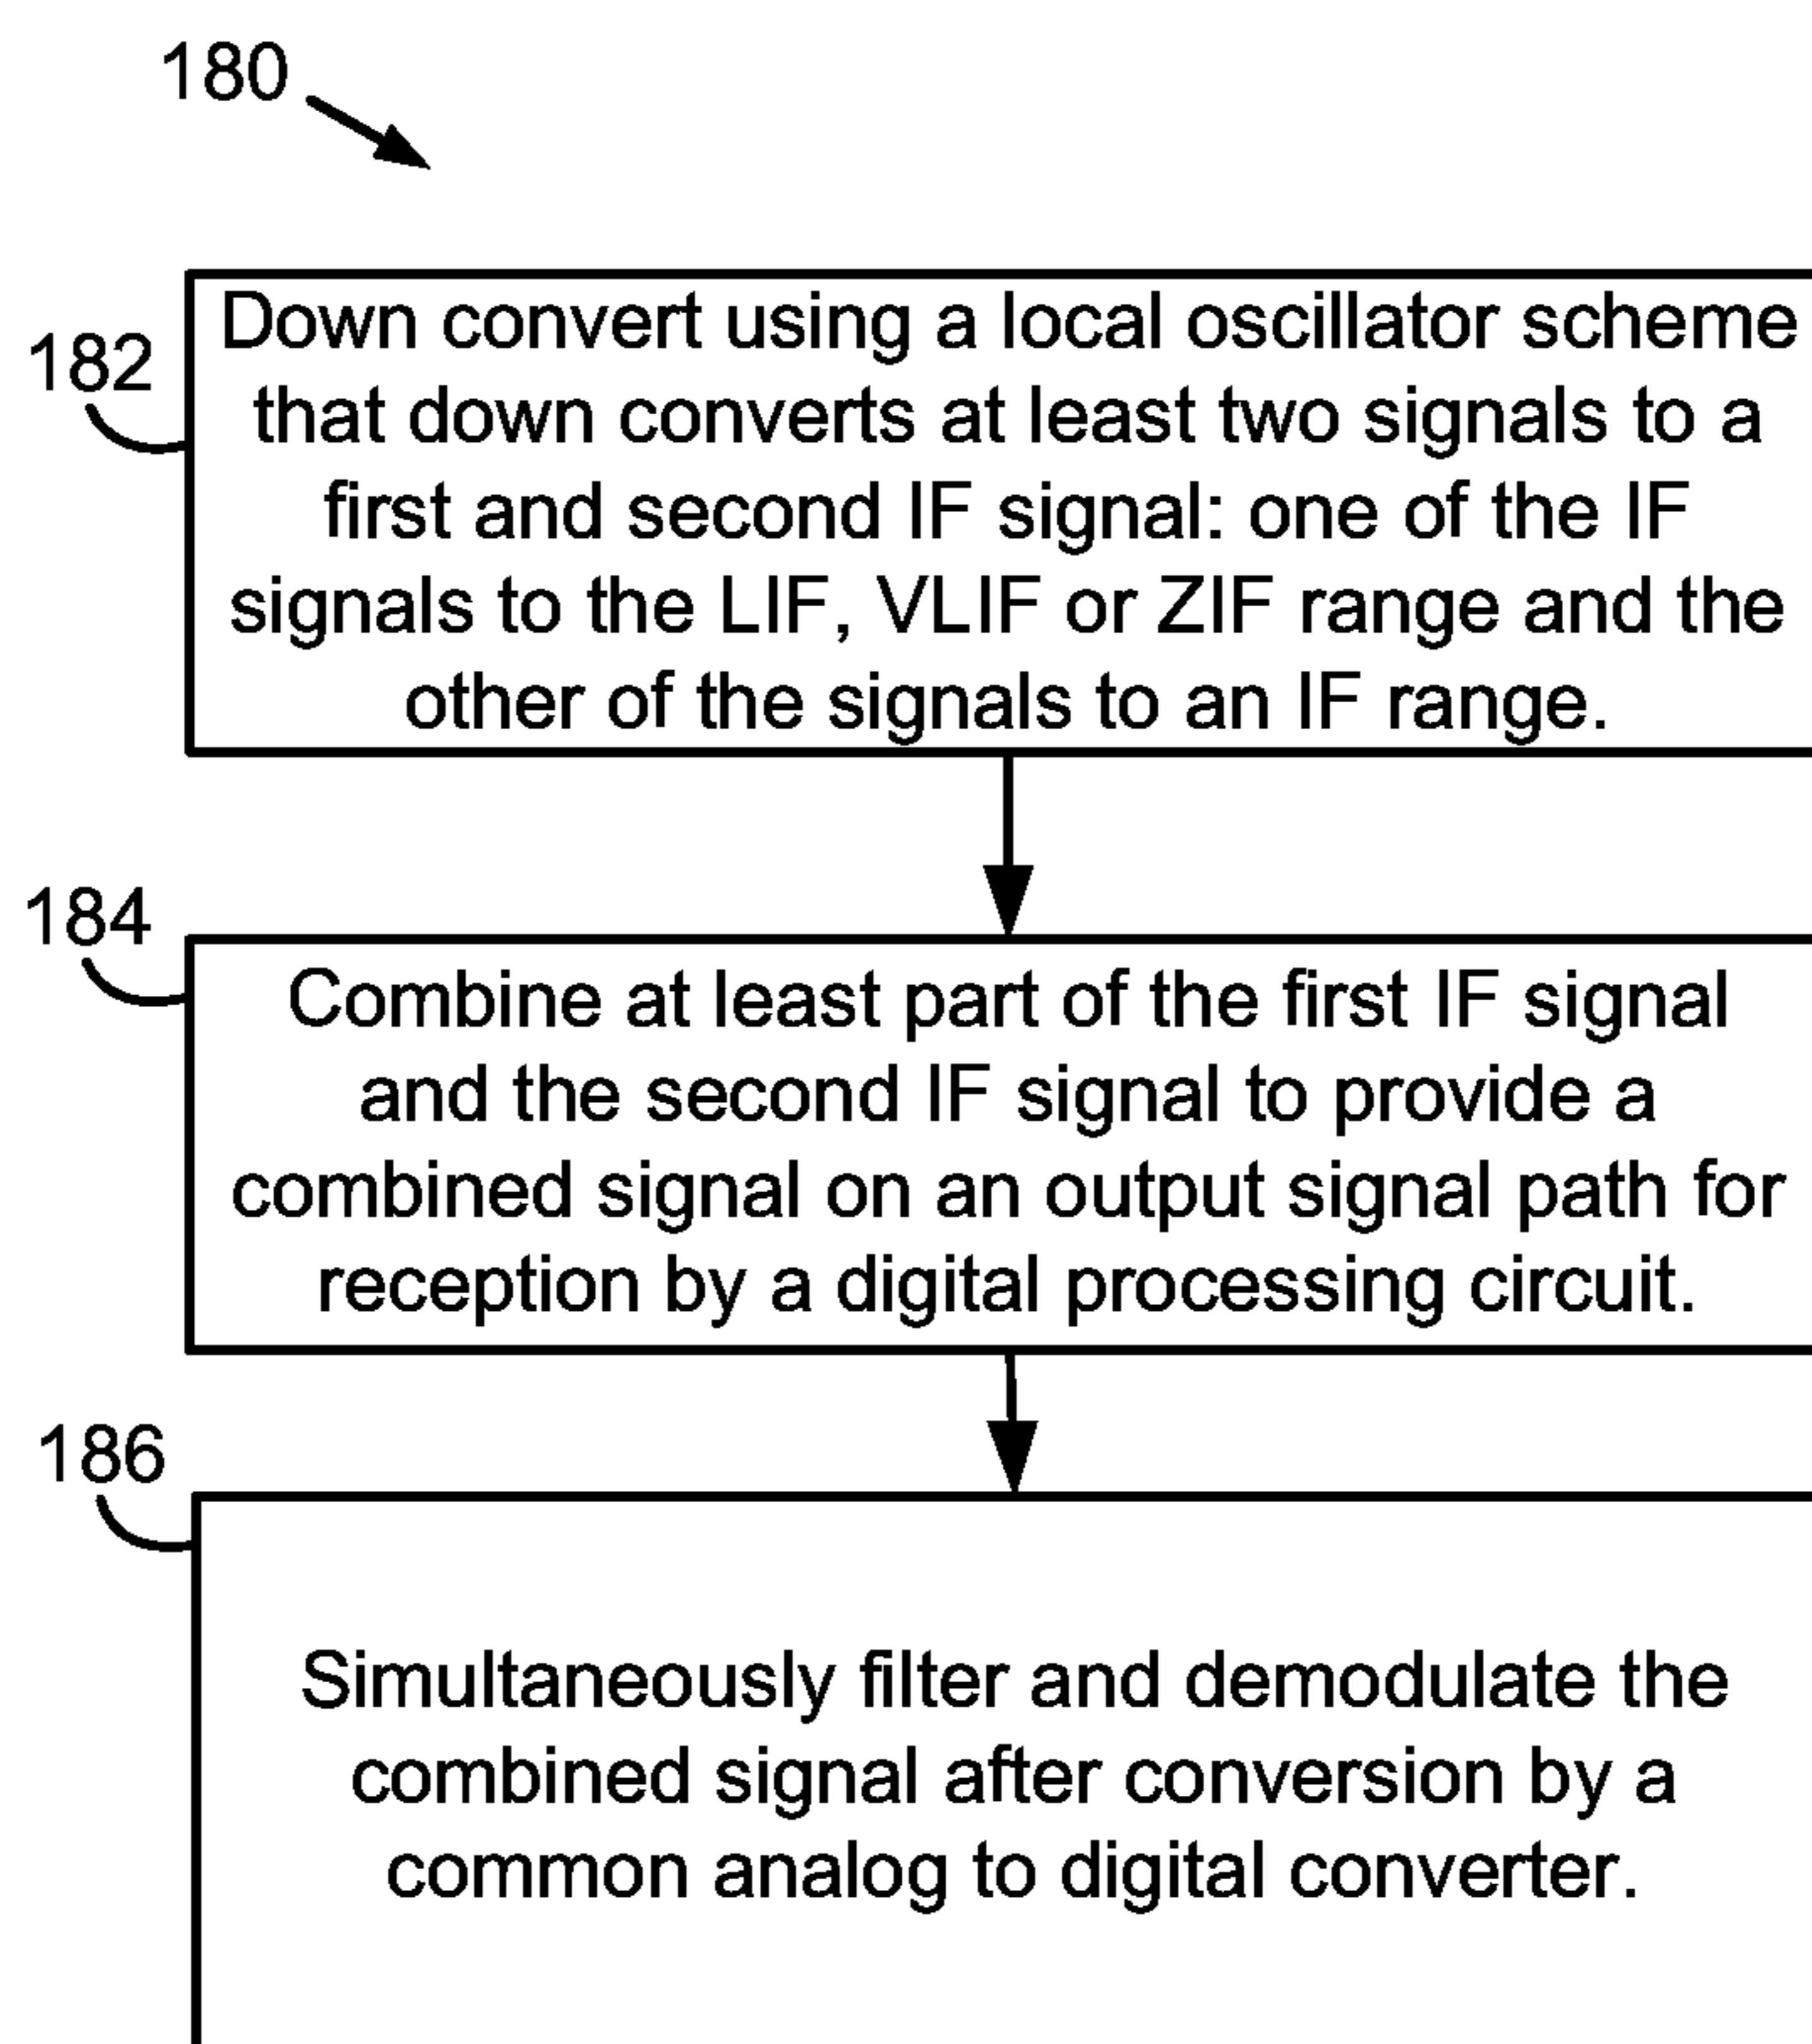 180
182
Down convert using a local oscillator scheme
that down converts at least two signals to a
first and second IF signal: one of the IF
signals to the LIF, VLIF or ZIF range and the
other of the signals to an IF range.
184
Combine at least part of the first IF signal
and the second IF signal to provide a
combined signal on an output signal path for
reception by a digital processing circuit.
186
Simultaneously filter and demodulate the
combined signal after conversion by a
common analog to digital converter.